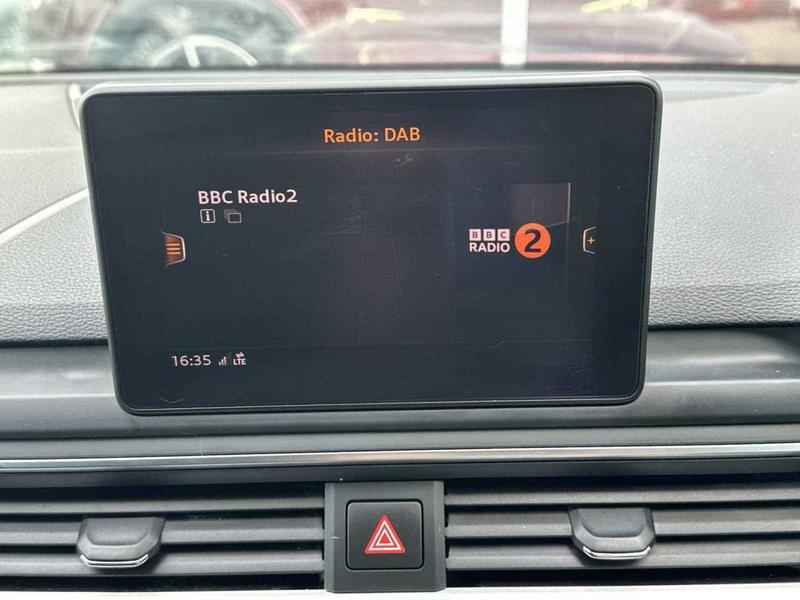 Radio: DAB
BBC Radio2
BBC
RADIO 2
16:35 LTE